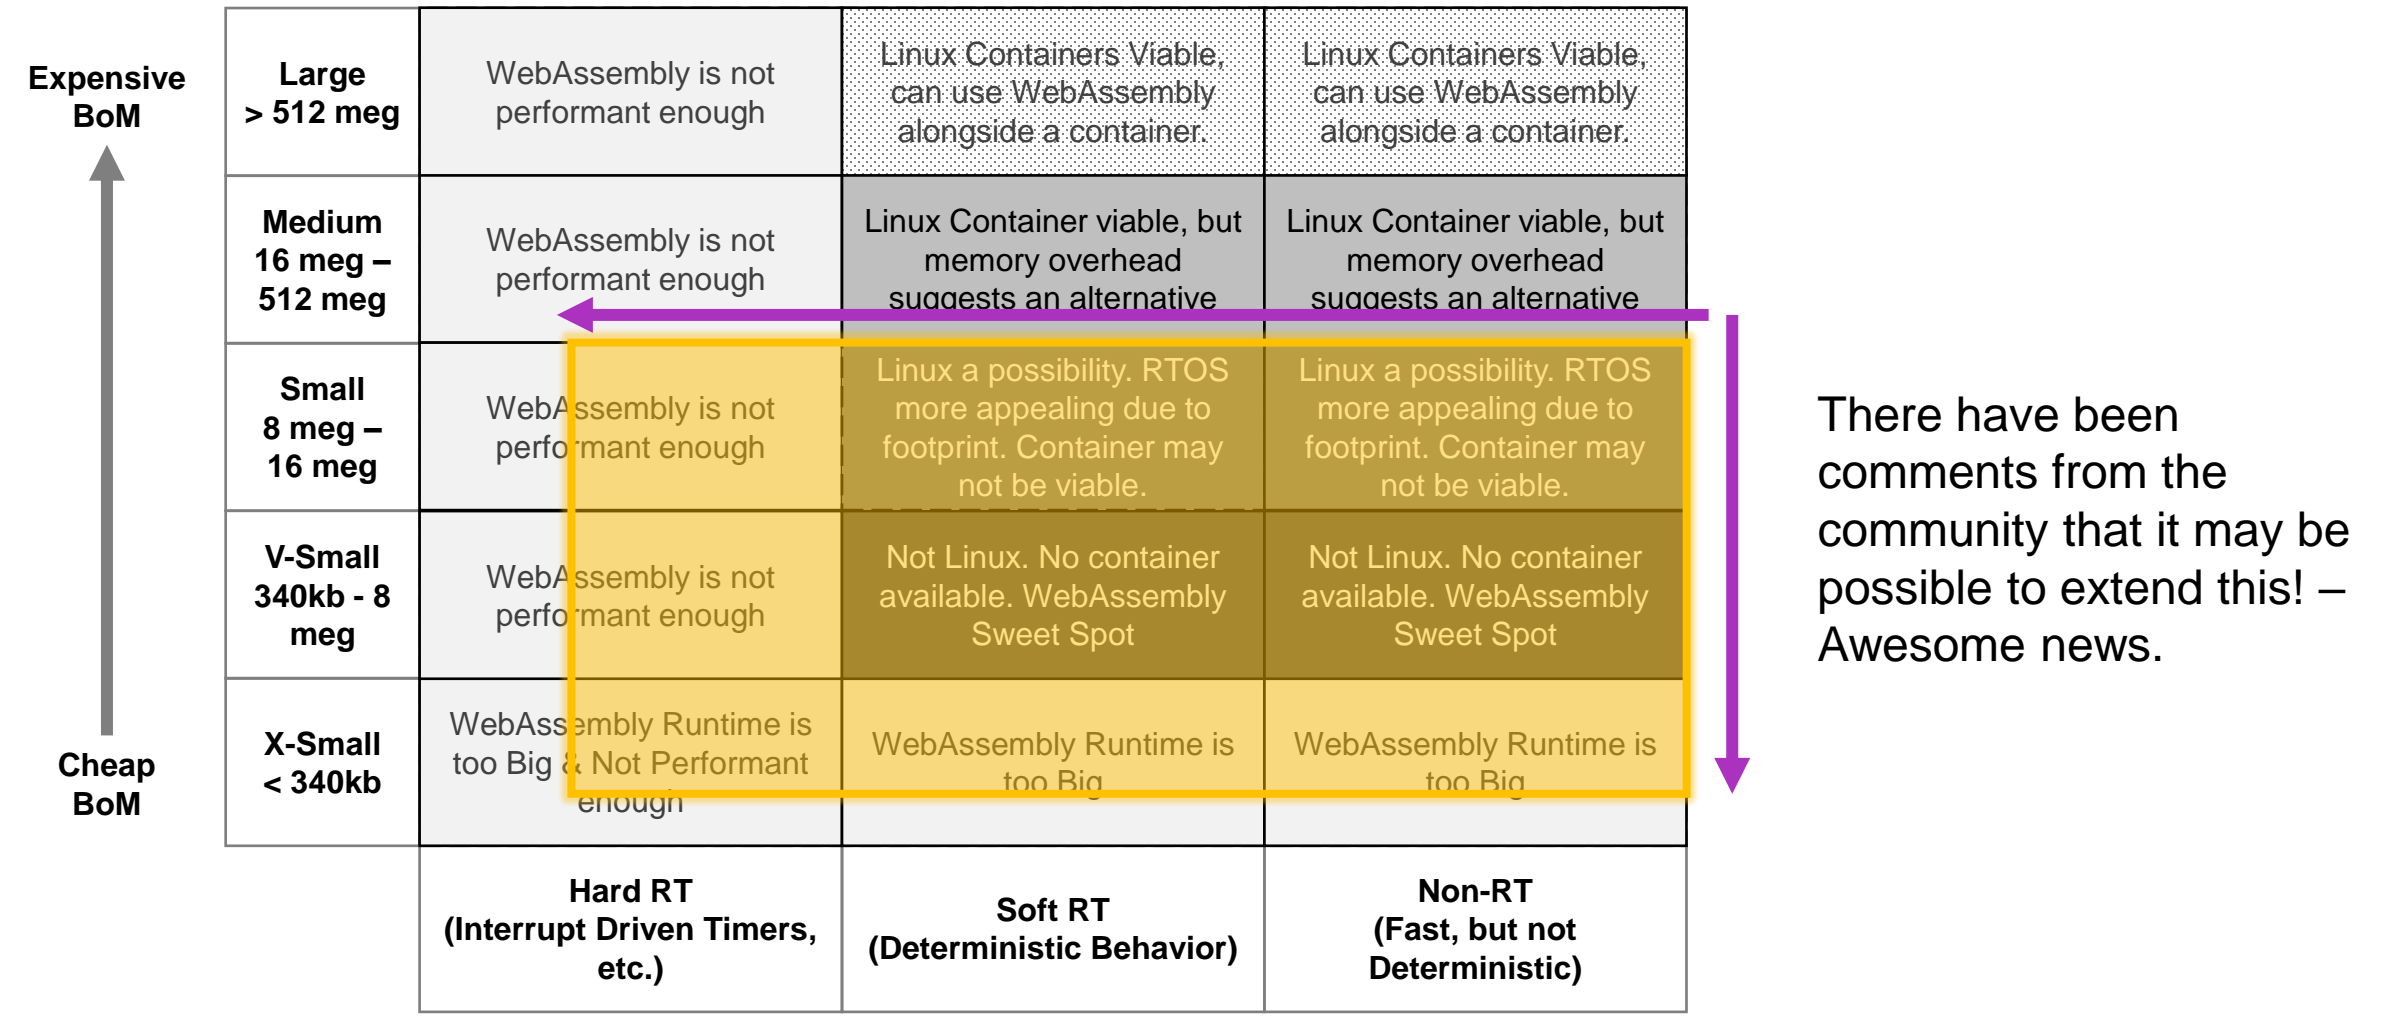 Expensive
BoM
Cheap
BoM
Large
> 512 meg
WebAssembly is not
performant enough
Linux Containers Viable,
can use WebAssembly
alongside a container.
Linux Containers Viable,
can use WebAssembly
alongside a container.
Medium
16 meg –
512 meg
WebAssembly is not
performant enough
Linux Container viable, but
memory overhead
suggests an alternative
Linux Container viable, but
memory overhead
suggests an alternative
Small
8 meg –
16 meg
WebAssembly is not
performant enough
Linux a possibility. RTOS
more appealing due to
footprint. Container may
not be viable.
Linux a possibility. RTOS
more appealing due to
footprint. Container may
not be viable.
V-Small
340kb - 8
meg
WebAssembly is not
performant enough
Not Linux. No container
available. WebAssembly
Sweet Spot
Not Linux. No container
available. WebAssembly
Sweet Spot
X-Small
< 340kb
WebAssembly Runtime is
too Big & Not Performant
enough
WebAssembly Runtime is
too Big
WebAssembly Runtime is
too Big
Hard RT
(Interrupt Driven Timers,
etc.)
Soft RT
(Deterministic Behavior)
Non-RT
(Fast, but not
Deterministic)
There have been
comments from the
community that it may be
possible to extend this! –
Awesome news.